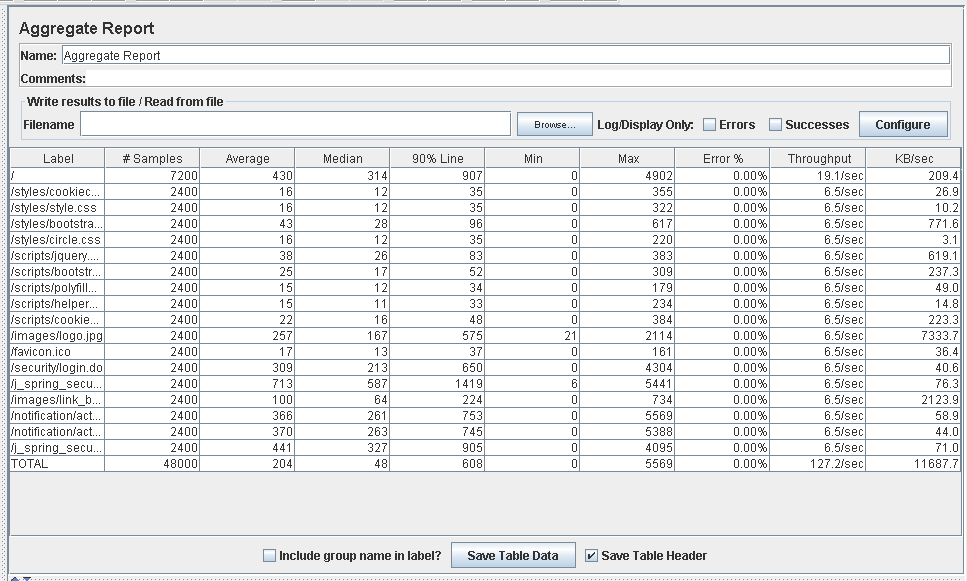 Aggregate Report
Name: Aggregate Report
Comments:
Write results to file / Read from file
Filename Browse... Log/Display Only: Errors Successes Configure
Label # Samples Average Median 90% Line Min Max Error % Throughput KB/sec
/ 7200 430 314 907 0 4902 0.00% 19.1/sec 209.4
/styles/cookiec... 2400 16 12 35 0 355 0.00% 6.5/sec 26.9
/styles/style.css 2400 16 12 35 0 322 0.00% 6.5/sec 10.2
/styles/bootstra... 2400 43 28 96 0 617 0.00% 6.5/sec 771.6
/styles/circle.css 2400 16 12 35 0 220 0.00% 6.5/sec 3.1
/scripts/jquery.... 2400 38 26 83 0 383 0.00% 6.5/sec 619.1
/scripts/bootstr... 2400 25 17 52 0 309 0.00% 6.5/sec 237.3
/scripts/polyfill... 2400 15 12 34 0 179 0.00% 6.5/sec 49.0
/scripts/helper... 2400 15 11 33 0 234 0.00% 6.5/sec 14.8
/scripts/cookie... 2400 22 16 48 0 384 0.00% 6.5/sec 223.3
/images/logo.jpg 2400 257 167 575 21 2114 0.00% 6.5/sec 7333.7
/favicon.ico 2400 17 13 37 0 161 0.00% 6.5/sec 36.4
/security/login.do 2400 309 213 650 0 4304 0.00% 6.5/sec 40.6
/j_spring_secu... 2400 713 587 1419 6 5441 0.00% 6.5/sec 76.3
/images/link_b... 2400 100 64 224 0 734 0.00% 6.5/sec 2123.9
/notification/act... 2400 366 261 753 0 5569 0.00% 6.5/sec 58.9
/notification/act... 2400 370 263 745 0 5388 0.00% 6.5/sec 44.0
/j_spring_secu... 2400 441 327 905 0 4095 0.00% 6.5/sec 71.0
TOTAL 48000 204 48 608 0 5569 0.00% 127.2/sec 11687.7
Include group name in label? Save Table Data Save Table Header